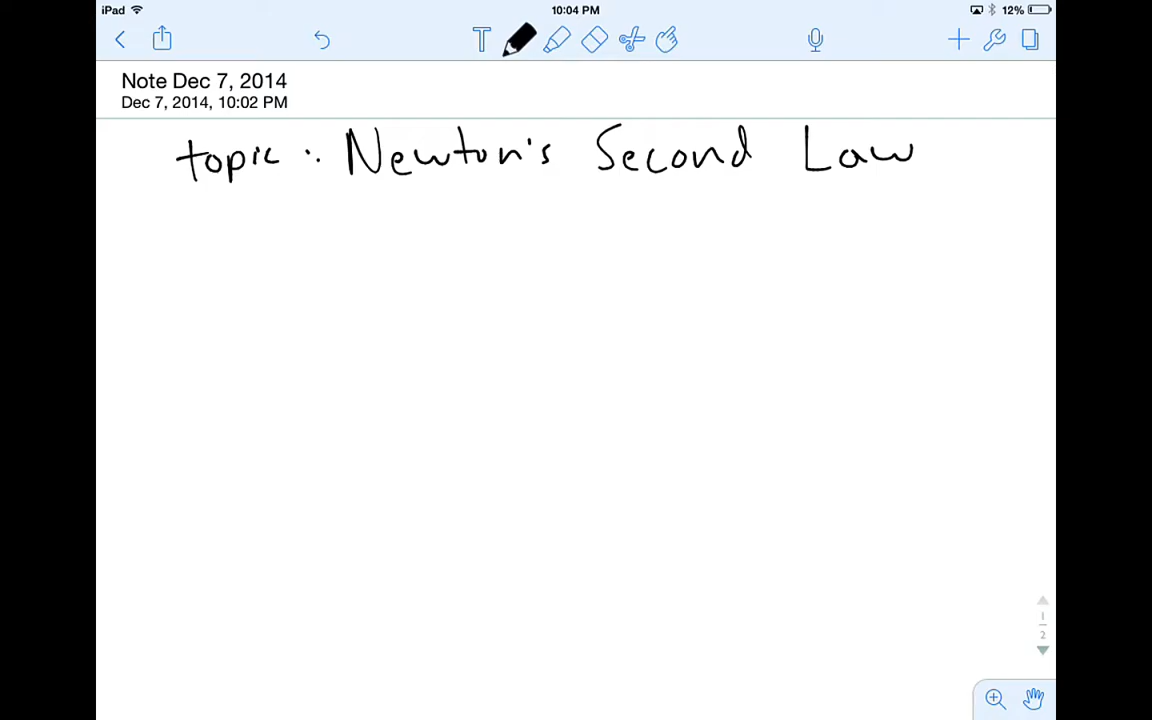 iPad 10:04 PM 12%
T
Note Dec 7, 2014
Dec 7, 2014, 10:02 PM
topic : Newton's Second Law
1
2